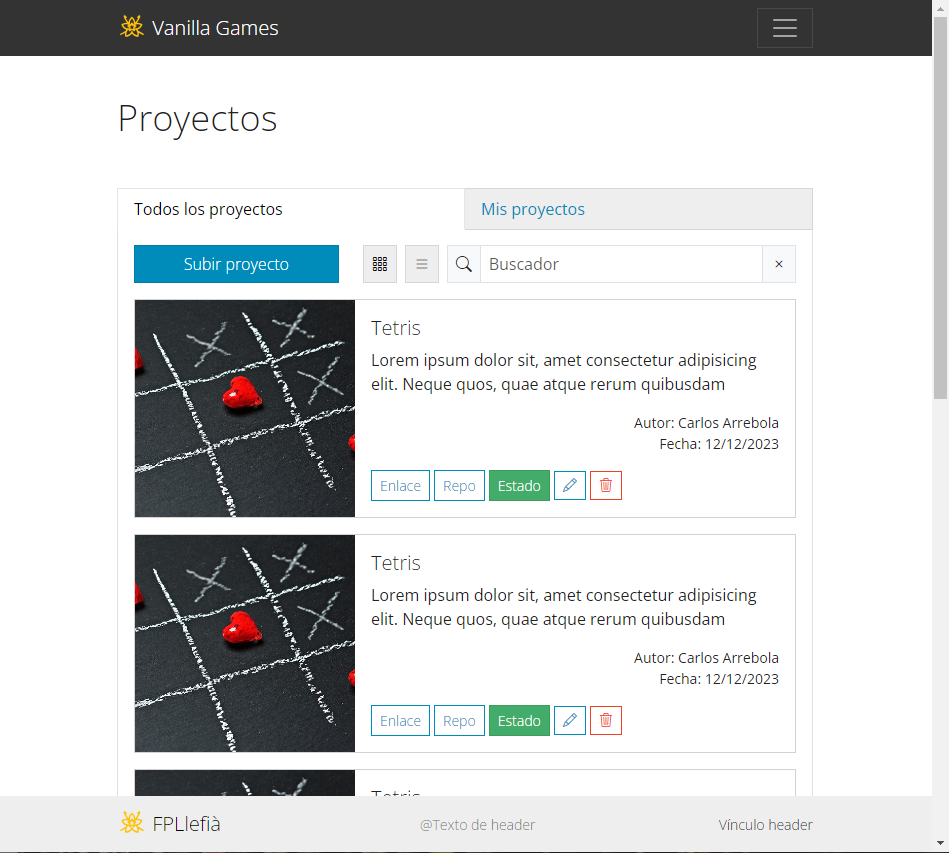 Vanilla Games
Proyectos
Todos los proyectos
Mis proyectos
Subir proyecto
Buscador
×
Tetris
Lorem ipsum dolor sit, amet consectetur adipisicing
elit. Neque quos, quae atque rerum quibusdam
Autor: Carlos Arrebola
Fecha: 12/12/2023
Enlace
Repo
Estado
Tetris
Lorem ipsum dolor sit, amet consectetur adipisicing
elit. Neque quos, quae atque rerum quibusdam
Autor: Carlos Arrebola
Fecha: 12/12/2023
Enlace
Repo
Estado
Tetris
FPLlefià
@Texto de header
Vínculo header